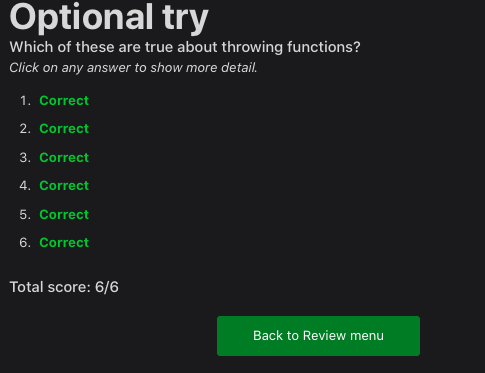 Optional try
Which of these are true about throwing functions?
Click on any answer to show more detail.
1. Correct
2. Correct
3. Correct
4. Correct
5. Correct
6. Correct
Total score: 6/6
Back to Review menu